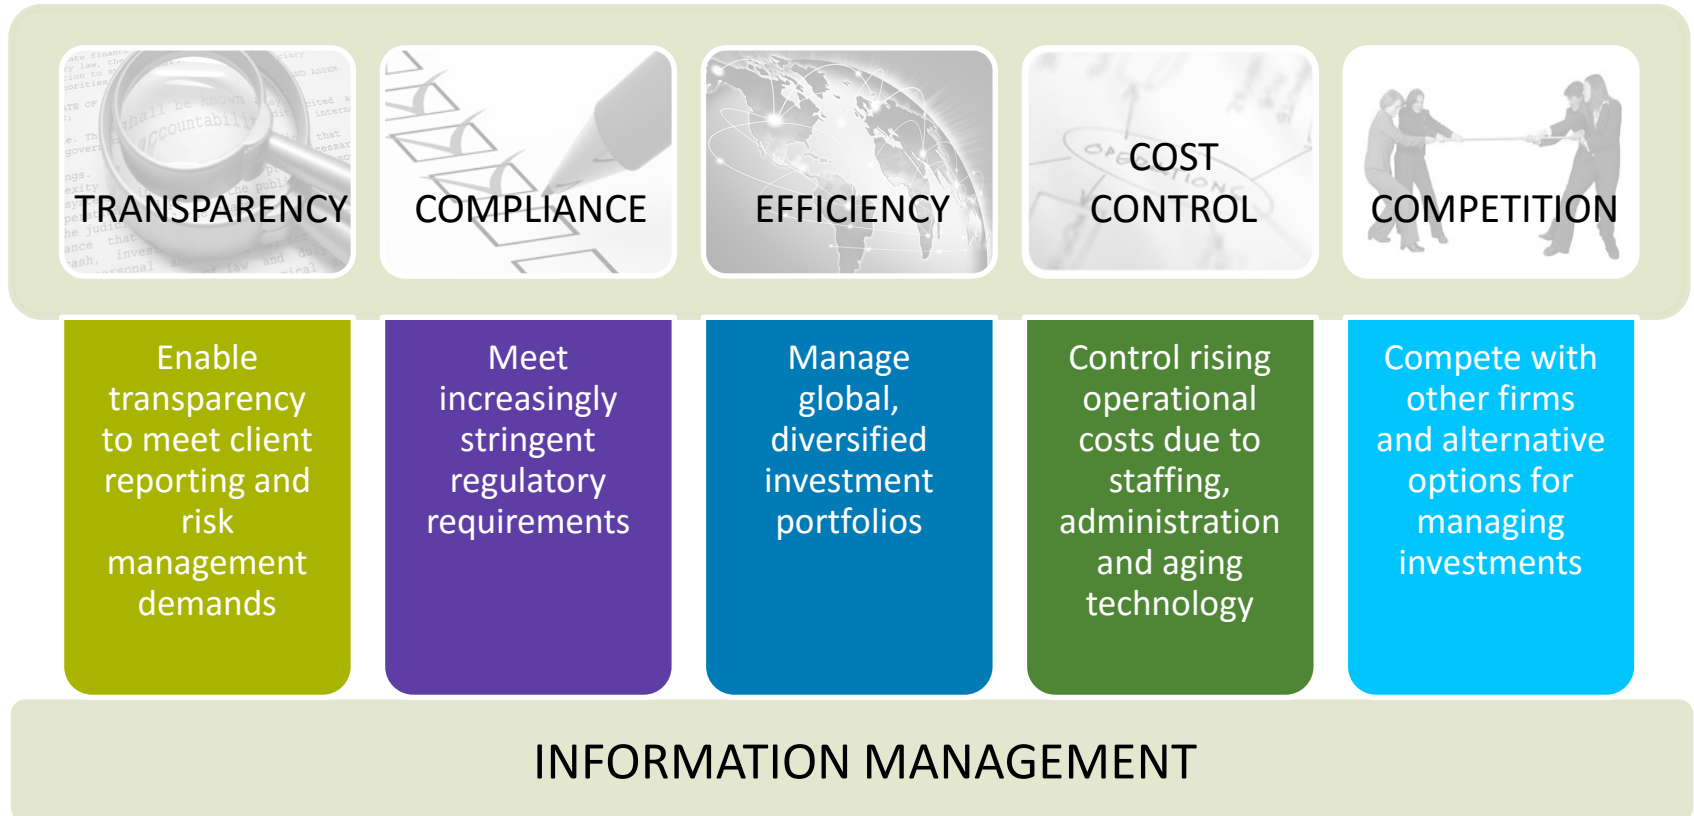 TRANSPARENCY
COMPLIANCE
EFFICIENCY
COST
CONTROL
COMPETITION
Enable
transparency
to meet client
reporting and
risk
management
demands
Meet
increasingly
stringent
regulatory
requirements
Manage
global,
diversified
investment
portfolios
Control rising
operational
costs due to
staffing,
administration
and aging
technology
Compete with
other firms
and alternative
options for
managing
investments
INFORMATION MANAGEMENT